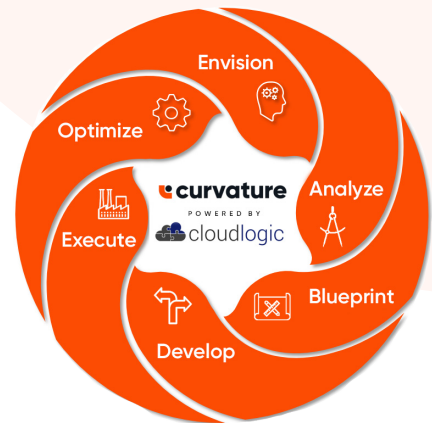 Envision
Optimize
curvature
Analyze
POWERED BY
cloudlogic
Execute
Blueprint
Develop